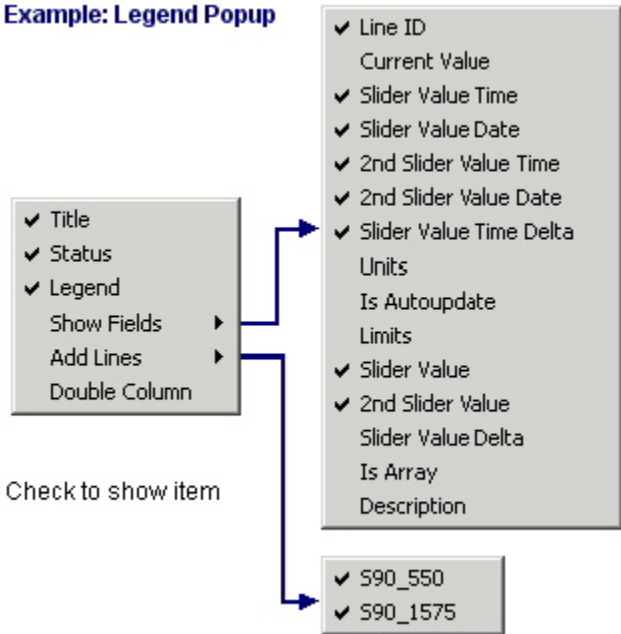 Example: Legend Popup
Title
Status
Legend
Show Fields
Add Lines
Double Column
Check to show item
Line ID
Current Value
Slider Value Time
Slider Value Date
2nd Slider Value Time
2nd Slider Value Date
Slider Value Time Delta
Units
Is Autoupdate
Limits
Slider Value
2nd Slider Value
Slider Value Delta
Is Array
Description
S90_550
S90_1575